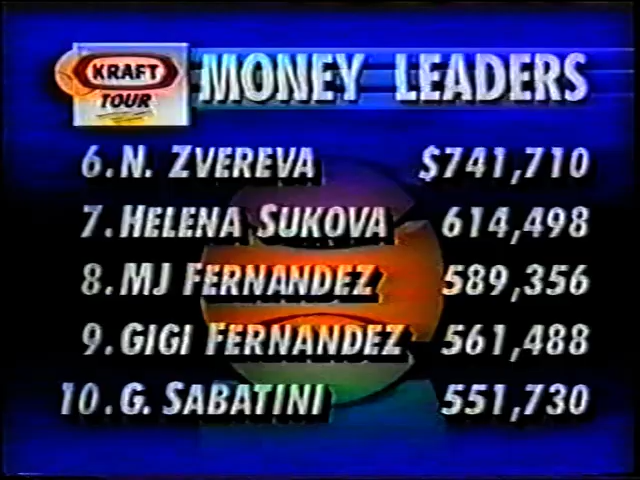 KRAFT
TOUR
MONEY LEADERS
6. N. ZVEREVA $741,710
7. HELENA SUKOVA 614,498
8. MJ FERNANDEZ 589,356
9. GIGI FERNANDEZ 561,488
10. G. SABATINI 551,730